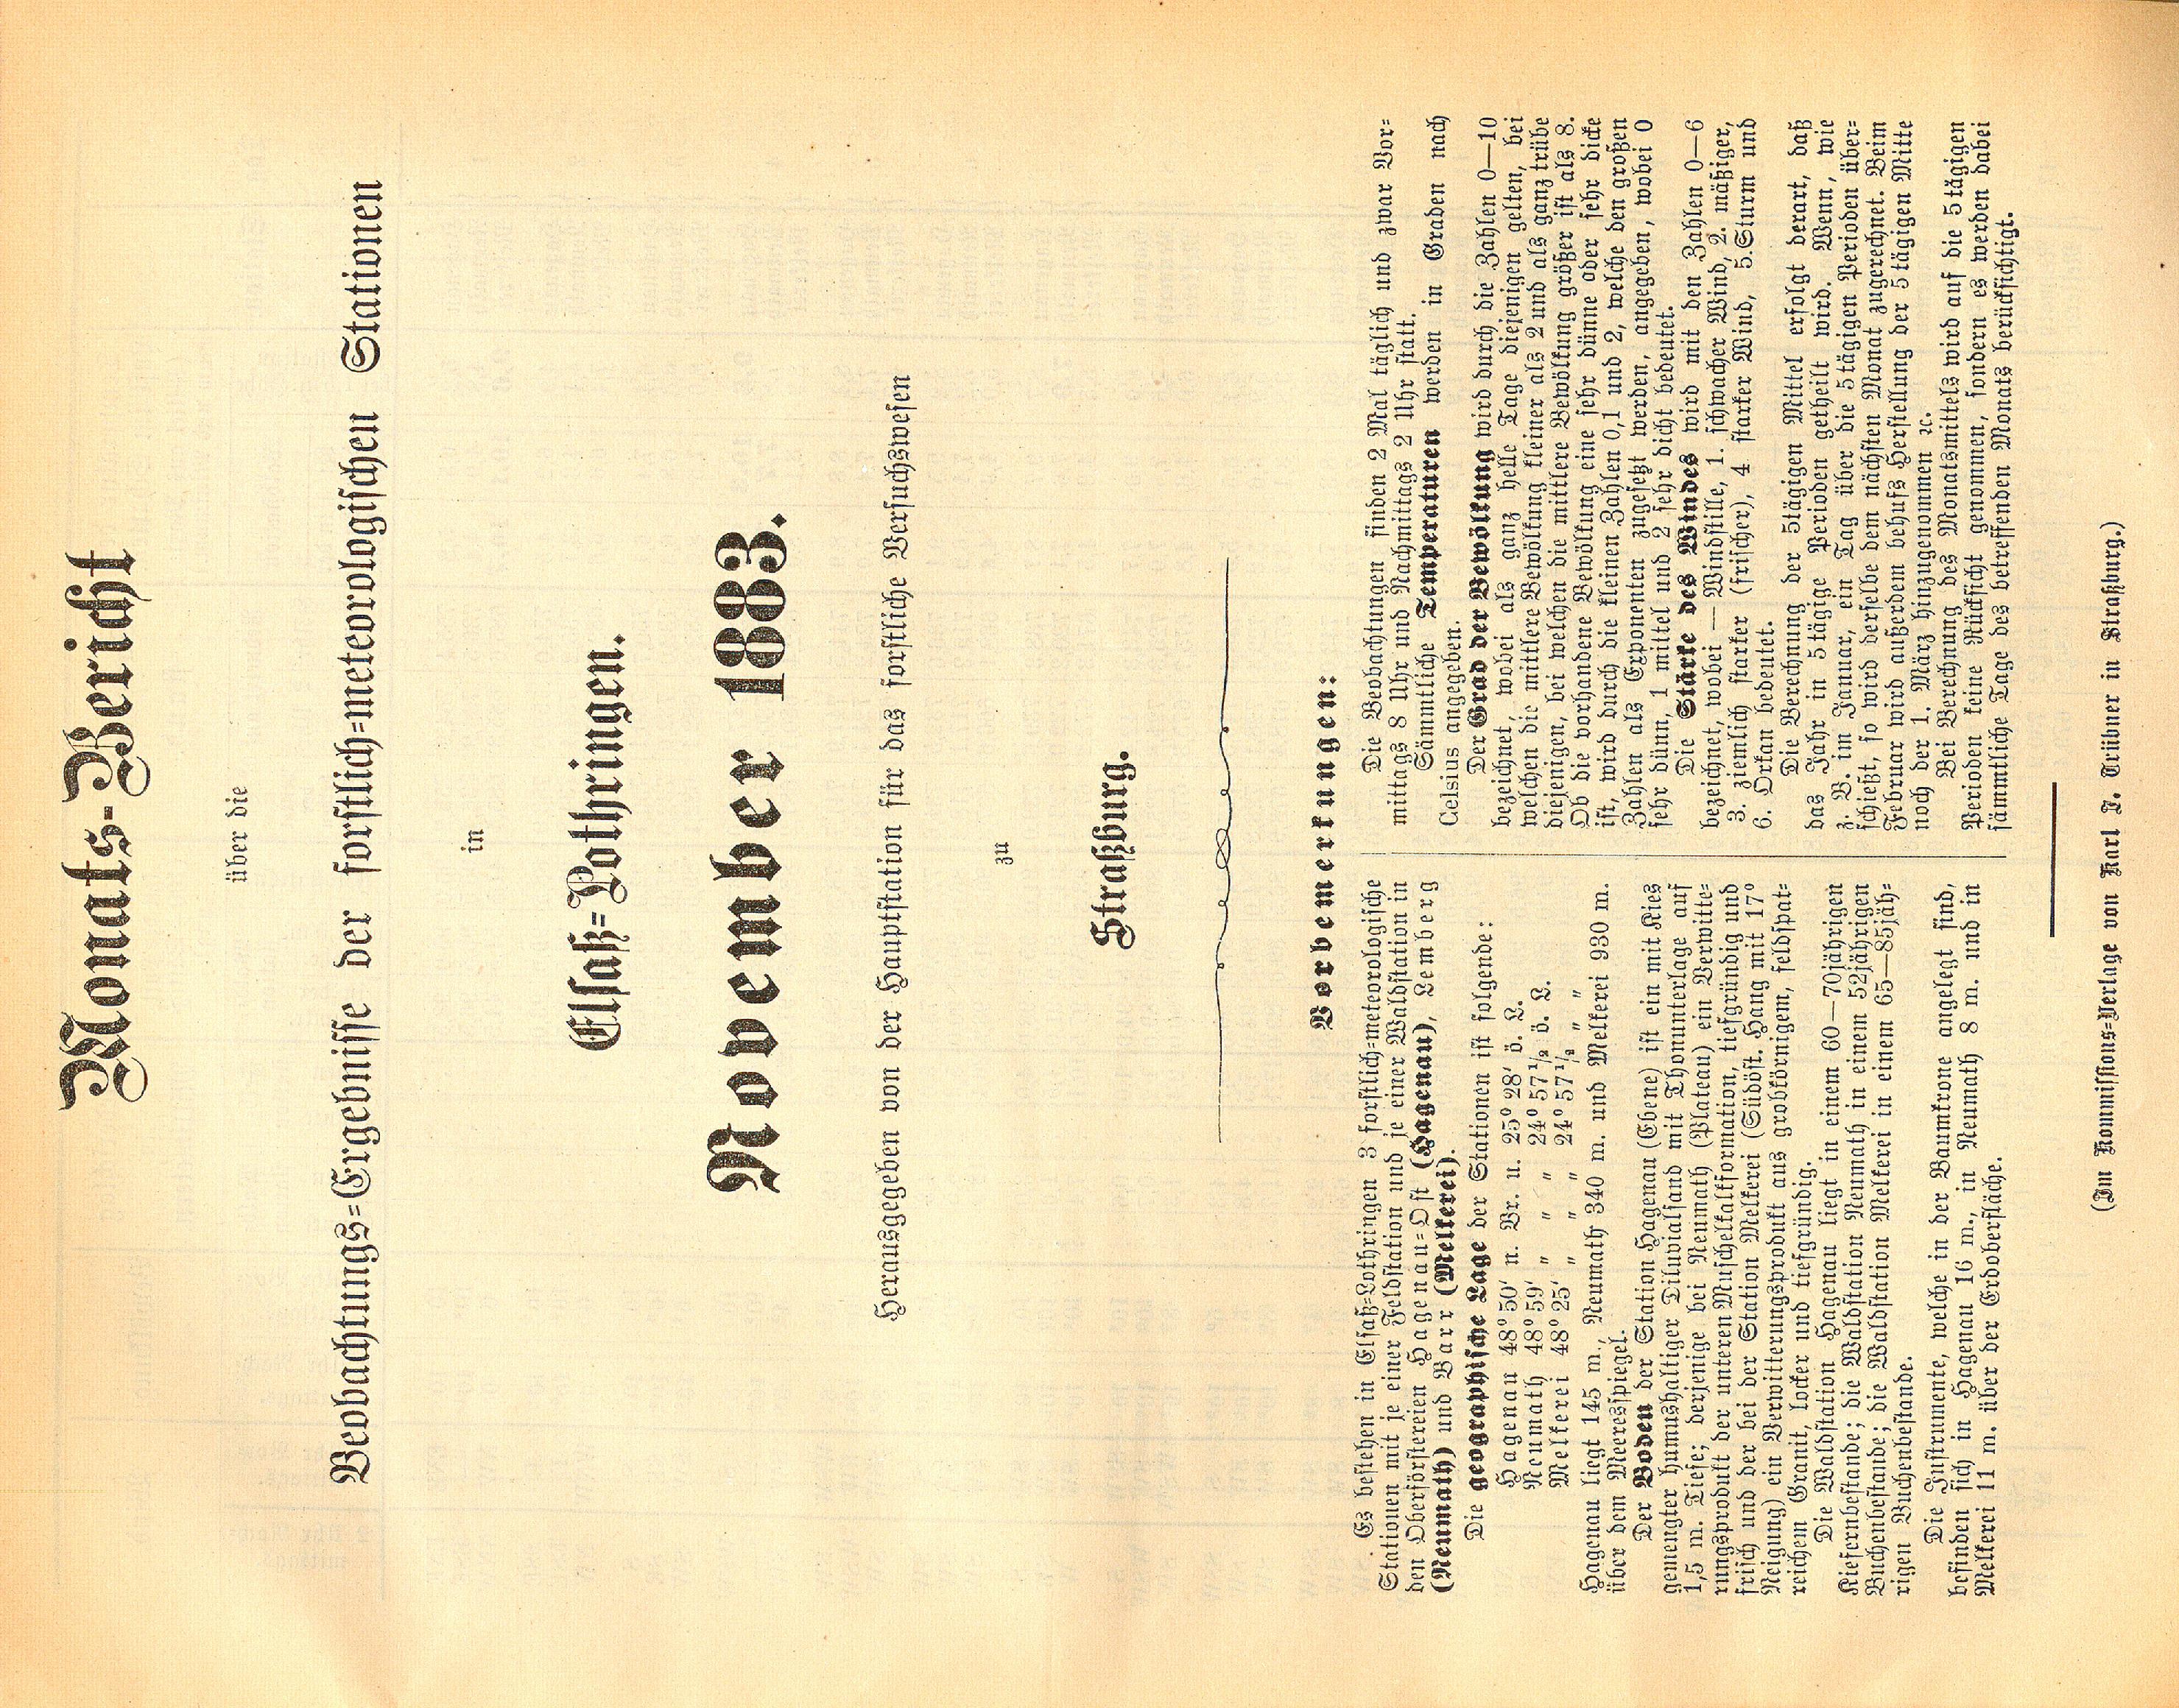 Monats-Bericht
über die
Beobachtungs=Ergebnisse der forstlich=meteorologischen Stationen
in
Elsaß=Lothringen.
November 1883.
Herausgegeben von der Hauptstation für das forstliche Versuchswesen
zu
Straßburg.
Vorbemerkungen:
Es bestehen in Elsaß=Lothringen 3 forstlich=meteorologische
Stationen mit je einer Feldstation und je einer Waldstation in
den Oberförstereien Hagenau=Ost (Hagenau), Lemberg
(Neumath) und Barr (Melkerei).
Die geographische Lage der Stationen ist folgende:
Hagenau 48° 50′ n. Br. u. 25° 28′ ö. L.
Neumath 48° 59′ „ „ „ 24° 57½ ö. L.
Melkerei 48° 25′ „ „ „ 24° 57½ „ „
Hagenau liegt 145 m., Neumath 340 m. und Melkerei 930 m.
über dem Meeresspiegel.
Der Boden der Station Hagenau (Ebene) ist ein mit Kies
gemengter humushaltiger Diluvialsand mit Thonunterlage auf
1,5 m. Tiefe; derjenige bei Neumath (Plateau) ein Verwitte=
rungsprodukt der unteren Muschelkalkformation, tiefgründig und
frisch und der bei der Station Melkerei (Südöstl. Hang mit 17°
Neigung) ein Verwitterungsprodukt aus grobkörnigem, feldspat=
reichem Granit, locker und tiefgründig.
Die Waldstation Hagenau liegt in einem 60—70jährigen
Kiefernbestande; die Waldstation Neumath in einem 52jährigen
Buchenbestande; die Waldstation Melkerei in einem 65—85jäh=
rigen Buchenbestande.
Die Instrumente, welche in der Baumkrone angelegt sind,
befinden sich in Hagenau 16 m., in Neumath 8 m. und in
Melkerei 11 m. über der Erdoberfläche.
Die Beobachtungen finden 2 Mal täglich und zwar Vor=
mittags 8 Uhr und Nachmittags 2 Uhr statt.
Sämmtliche Temperaturen werden in Graden nach
Celsius angegeben.
Der Grad der Bewölkung wird durch die Zahlen 0—10
bezeichnet, wobei als ganz helle Tage diejenigen gelten, bei
welchen die mittlere Bewölkung kleiner als 2 und als ganz trübe
diejenigen, bei welchen die mittlere Bewölkung größer ist als 8.
Ob die vorhandene Bewölkung eine sehr dünne oder sehr dicke
ist, wird durch die kleinen Zahlen 0,1 und 2, welche den großen
Zahlen als Exponenten zugesetzt werden, angegeben, wobei 0
sehr dünn, 1 mittel und 2 sehr dicht bedeutet.
Die Stärke des Windes wird mit den Zahlen 0—6
bezeichnet, wobei — Windstille, 1. schwacher Wind, 2. mäßiger,
3. ziemlich starker (frischer), 4 starker Wind, 5. Sturm und
6. Orkan bedeutet.
Die Berechnung der 5tägigen Mittel erfolgt derart, daß
das Jahr in 5tägige Perioden getheilt wird. Wenn, wie
z. B. im Januar, ein Tag über die 5tägigen Perioden über=
schießt, so wird derselbe dem nächsten Monat zugerechnet. Beim
Februar wird außerdem behufs Herstellung der 5tägigen Mitte
noch der 1. März hinzugenommen ꝛc.
Bei Berechnung des Monatsmittels wird auf die 5tägigen
Perioden keine Rücksicht genommen, sondern es werden dabei
sämmtliche Tage des betreffenden Monats berücksichtigt.
(Im Kommissions=Verlage von Karl J. Trübner in Straßburg.)